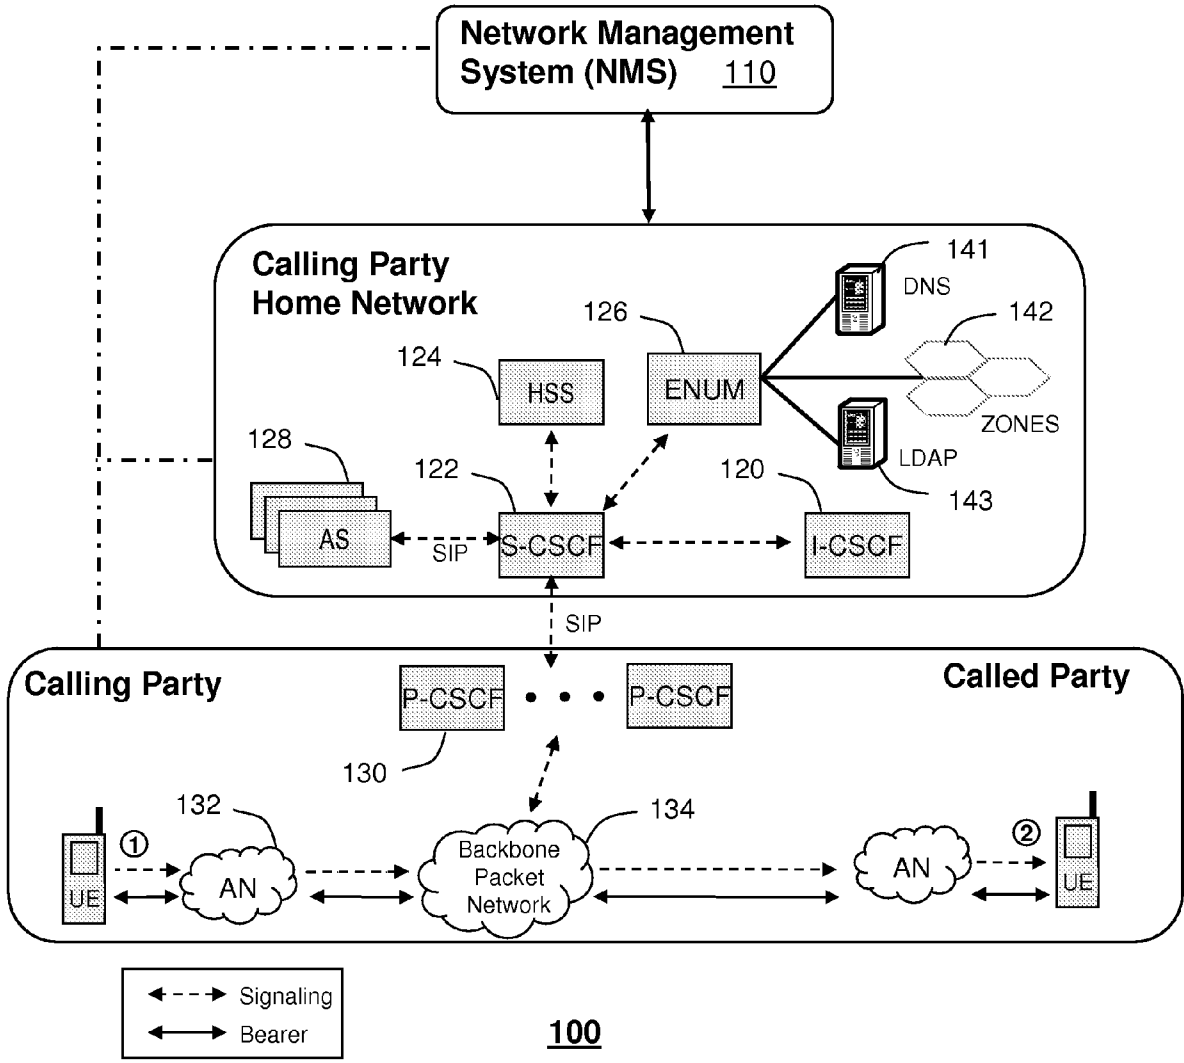 Network Management
System (NMS) 110
Calling Party
Home Network
141
DNS
126
142
124
HSS
ENUM
ZONES
128
122
120
LDAP
143
AS
SIP
S-CSCF
I-CSCF
SIP
Calling Party
Called Party
P-CSCF
P-CSCF
130
132
134
1
2
UE
AN
Backbone
Packet
Network
AN
UE
Signaling
Bearer
100